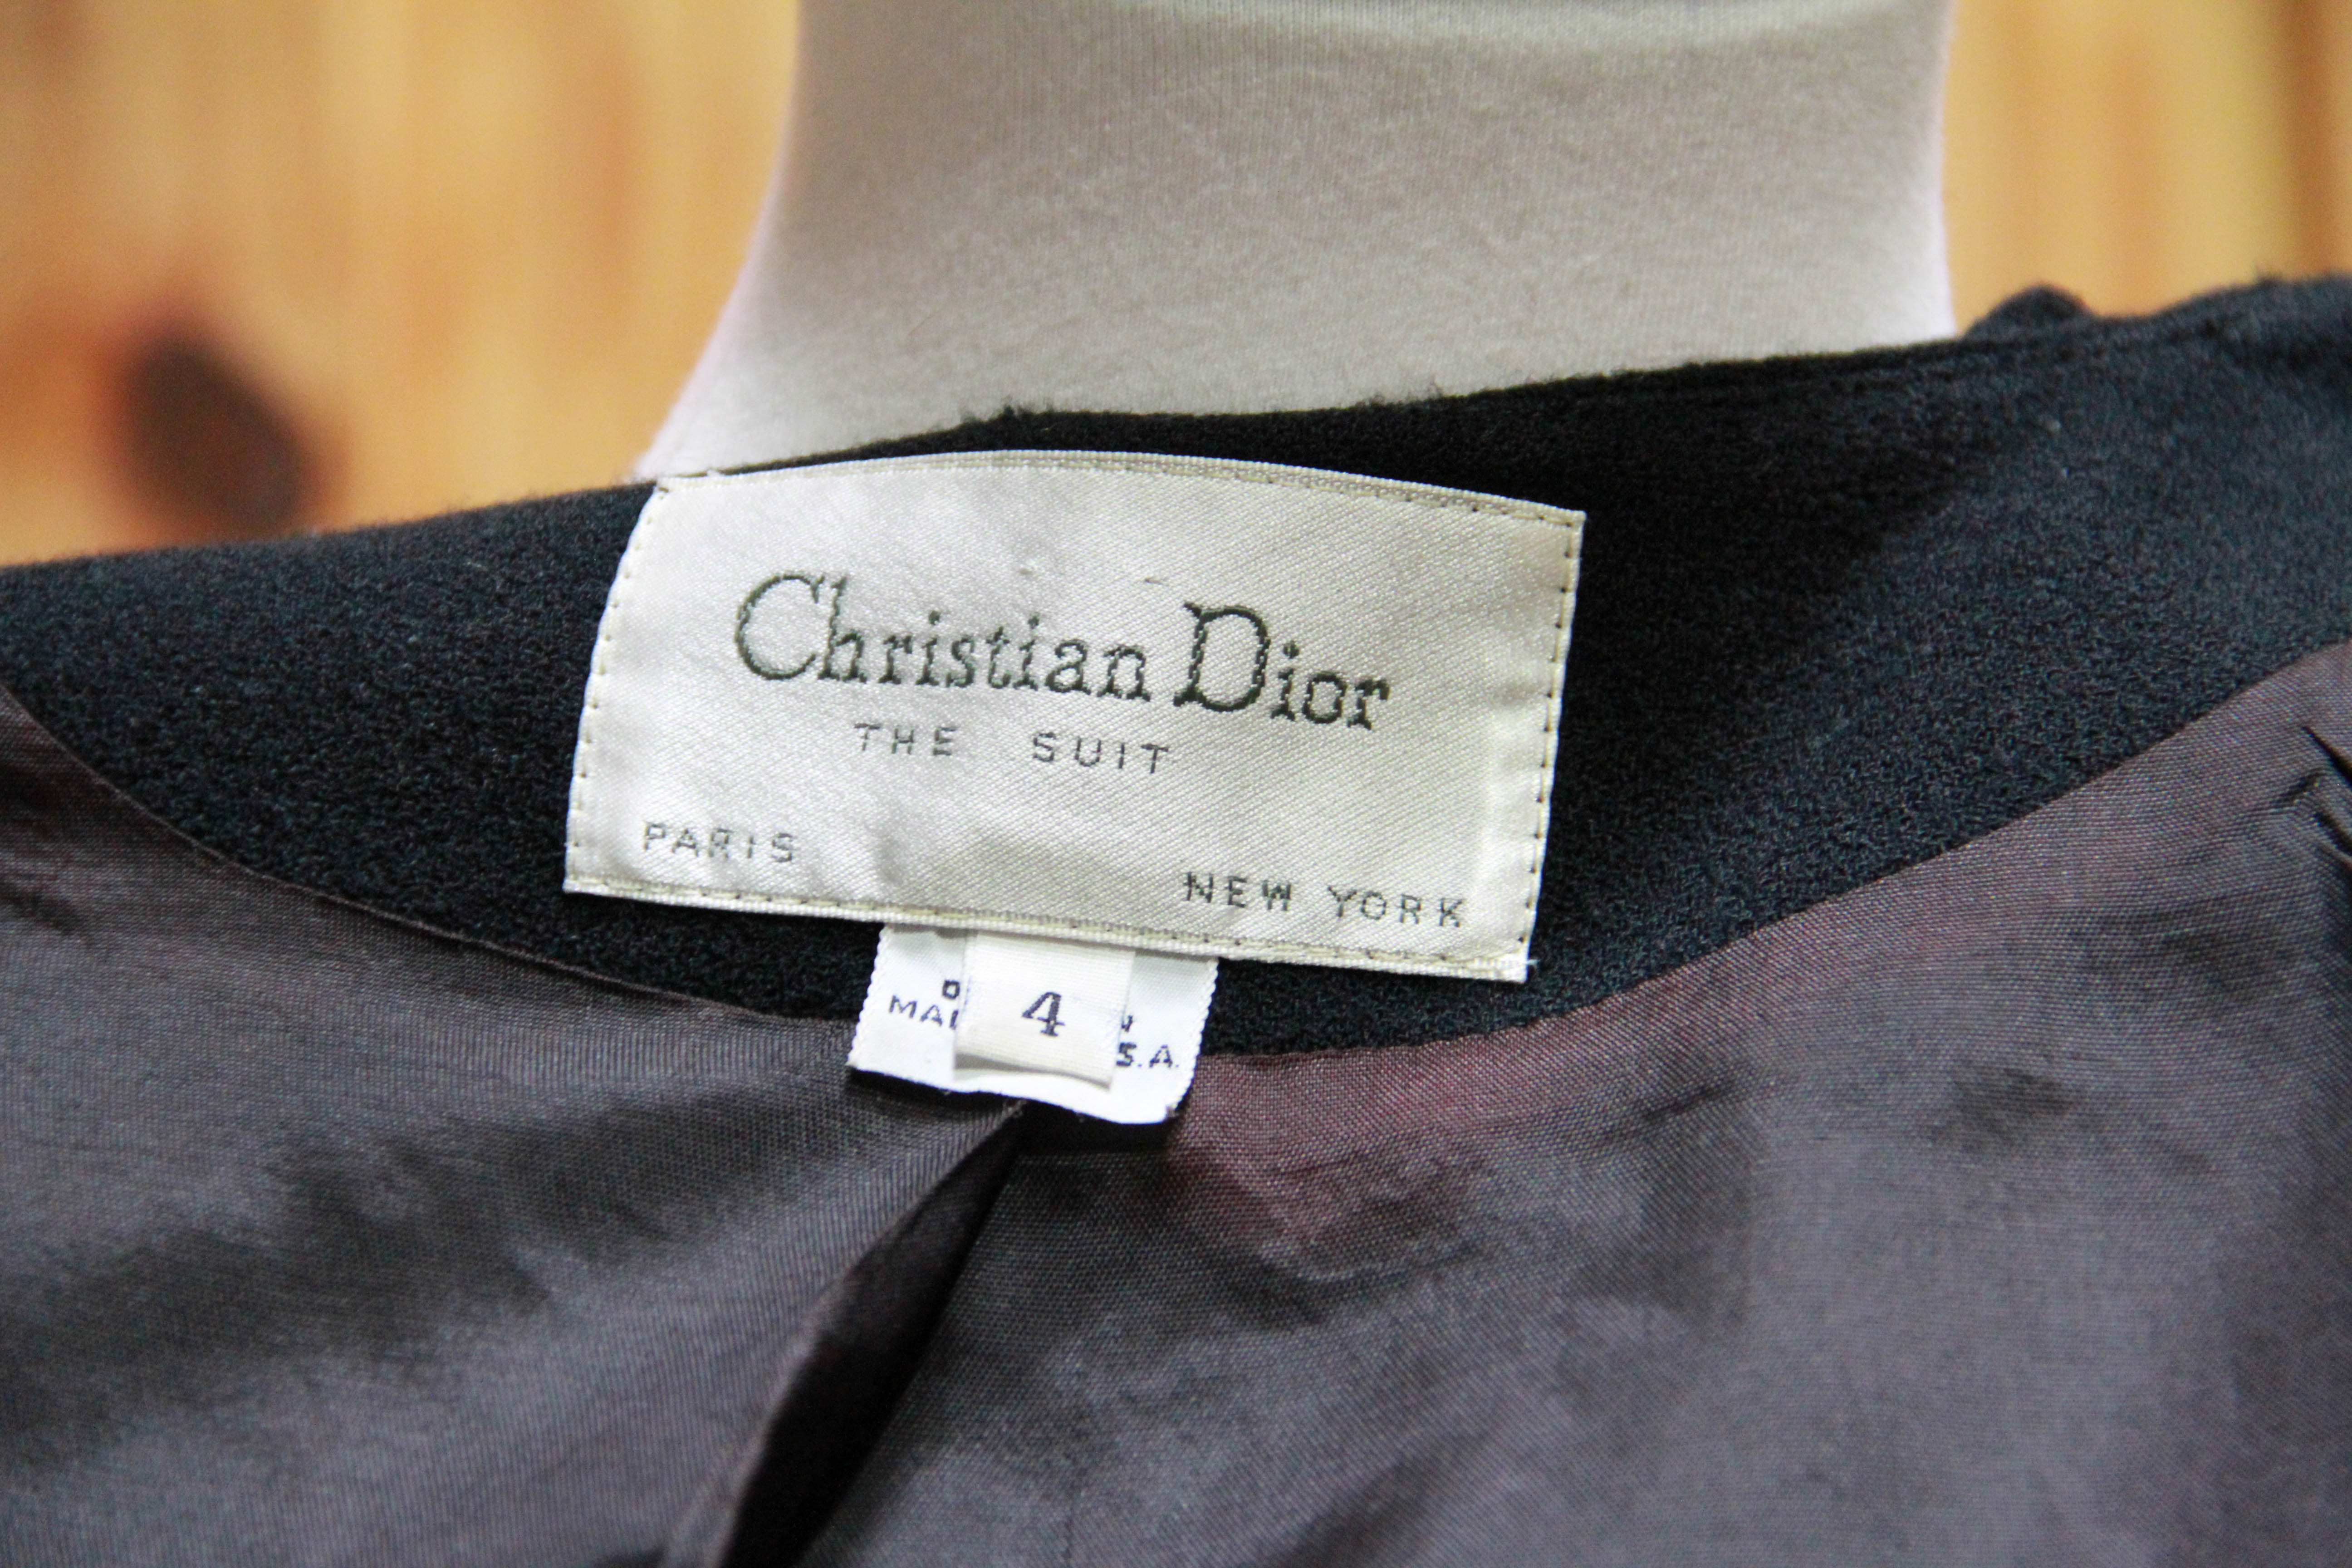 Christian Dior
THE SUIT
PARIS
NEW YORK
4
S.A.